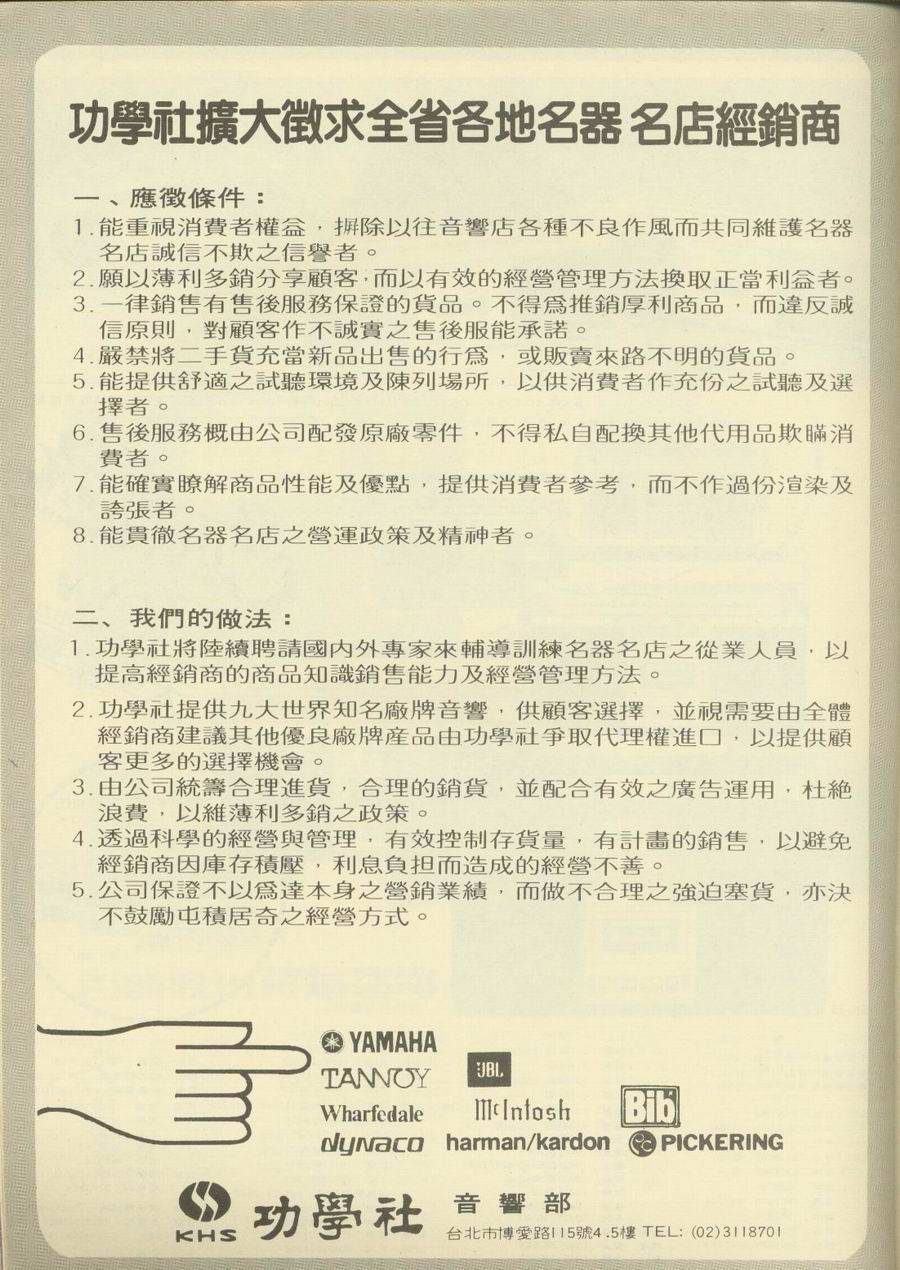 功學社擴大徵求全省各地名器名店經銷商
一、應徵條件：
1.能重視消費者權益，摒除以往音響店各種不良作風而共同維護名器
名店誠信不欺之信譽者。
2.願以薄利多銷分享顧客，而以有效的經營管理方法換取正當利益者。
3.一律銷售有售後服務保證的貨品。不得爲推銷厚利商品，而違反誠
信原則，對顧客作不誠實之售後服能承諾。
4.嚴禁將二手貨充當新品出售的行爲，或販賣來路不明的貨品。
5.能提供舒適之試聽環境及陳列場所，以供消費者作充份之試聽及選
擇者。
6.售後服務概由公司配發原廠零件，不得私自配換其他代用品欺瞞消
費者。
7.能確實瞭解商品性能及優點，提供消費者參考，而不作過份渲染及
誇張者。
8.能貫徹名器名店之營運政策及精神者。
二、我們的做法：
1.功學社將陸續聘請國內外專家來輔導訓練名器名店之從業人員，以
提高經銷商的商品知識銷售能力及經營管理方法。
2.功學社提供九大世界知名廠牌音響，供顧客選擇，並視需要由全體
經銷商建議其他優良廠牌產品由功學社爭取代理權進口，以提供顧
客更多的選擇機會。
3.由公司統籌合理進貨，合理的銷貨，並配合有效之廣告運用，杜絶
浪費，以維薄利多銷之政策。
4.透過科學的經營與管理，有效控制存貨量，有計畫的銷售，以避免
經銷商因庫存積壓，利息負担而造成的經營不善。
5.公司保證不以爲達本身之營銷業績，而做不合理之強迫塞貨，亦決
不鼓勵屯積居奇之經營方式。
YAMAHA
TANNOY JBL
Wharfedale McIntosh Bib
dynaco harman/kardon PICKERING
KHS 功學社 音響部
台北市博愛路115號4.5樓 TEL: (02)3118701